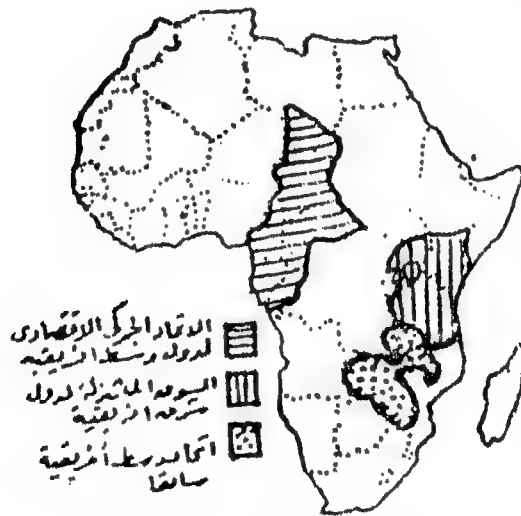 الاتحاد الجمركى الاقتصادى
لدول وسط افريقيه
السوق المشتركة لدول
شرق افريقية
اتحاد وسط أفريقية
سابقا